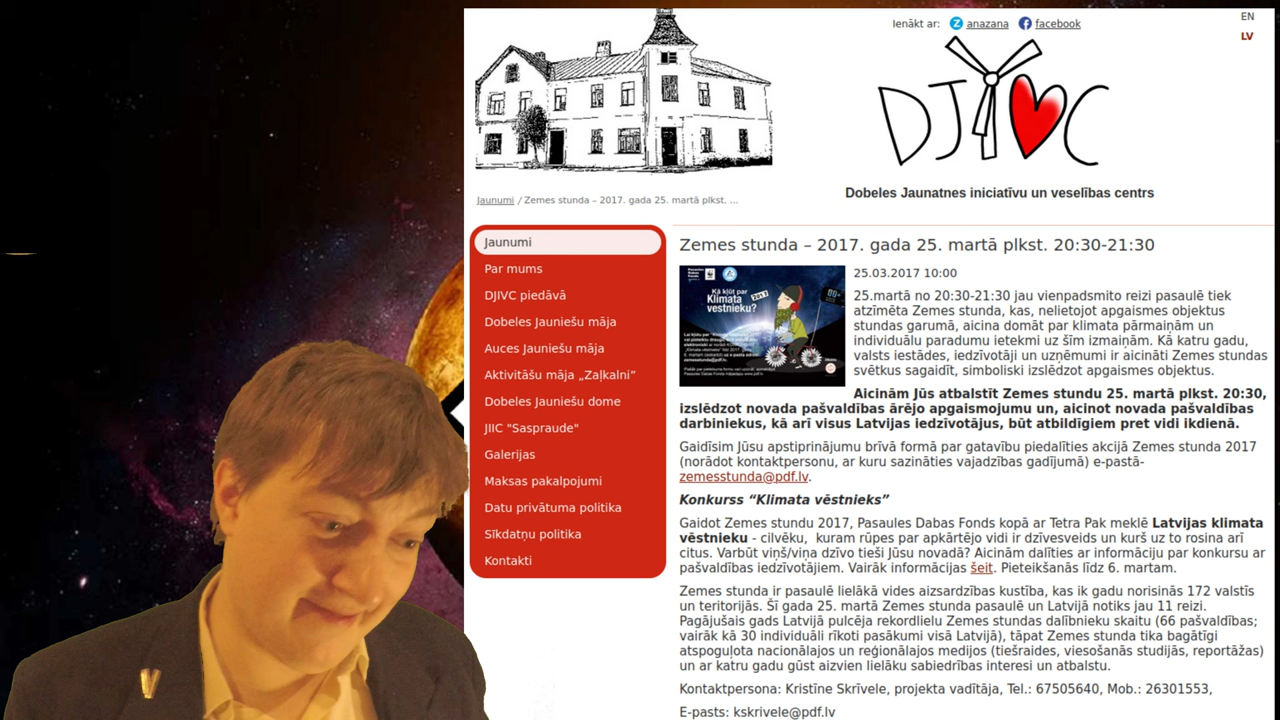 Ienākt ar: anazana facebook
EN
LV
DJIVC
Dobeles Jaunatnes iniciatīvu un veselības centrs
Jaunumi / Zemes stunda – 2017. gada 25. martā plkst. ...
Jaunumi
Par mums
DJIVC piedāvā
Dobeles Jauniešu māja
Auces Jauniešu māja
Aktivitāšu māja „Zaļkalni”
Dobeles Jauniešu dome
JIIC "Saspraude"
Galerijas
Maksas pakalpojumi
Datu privātuma politika
Sīkdatņu politika
Kontakti
Zemes stunda – 2017. gada 25. martā plkst. 20:30-21:30
Kā kļūt par
Klimata
vēstnieku?
2017
25.03.2017 10:00
25.martā no 20:30-21:30 jau vienpadsmito reizi pasaulē tiek
atzīmēta Zemes stunda, kas, nelietojot apgaismes objektus
stundas garumā, aicina domāt par klimata pārmaiņām un
individuālu paradumu ietekmi uz šīm izmaiņām. Kā katru gadu,
valsts iestādes, iedzīvotāji un uzņēmumi ir aicināti Zemes stundas
svētkus sagaidīt, simboliski izslēdzot apgaismes objektus.
Aicinām Jūs atbalstīt Zemes stundu 25. martā plkst. 20:30,
izslēdzot novada pašvaldības ārējo apgaismojumu un, aicinot novada pašvaldības
darbiniekus, kā arī visus Latvijas iedzīvotājus, būt atbildīgiem pret vidi ikdienā.
Gaidīsim Jūsu apstiprinājumu brīvā formā par gatavību piedalīties akcijā Zemes stunda 2017
(norādot kontaktpersonu, ar kuru sazināties vajadzības gadījumā) e-pastā-
zemesstunda@pdf.lv.
Konkurss “Klimata vēstnieks”
Gaidot Zemes stundu 2017, Pasaules Dabas Fonds kopā ar Tetra Pak meklē Latvijas klimata
vēstnieku - cilvēku, kuram rūpes par apkārtējo vidi ir dzīvesveids un kurš uz to rosina arī
citus. Varbūt viņš/viņa dzīvo tieši Jūsu novadā? Aicinām dalīties ar informāciju par konkursu ar
pašvaldības iedzīvotājiem. Vairāk informācijas šeit. Pieteikšanās līdz 6. martam.
Zemes stunda ir pasaulē lielākā vides aizsardzības kustība, kas ik gadu norisinās 172 valstīs
un teritorijās. Šī gada 25. martā Zemes stunda pasaulē un Latvijā notiks jau 11 reizi.
Pagājušais gads Latvijā pulcēja rekordlielu Zemes stundas dalībnieku skaitu (66 pašvaldības;
vairāk kā 30 individuāli rīkoti pasākumi visā Latvijā), tāpat Zemes stunda tika bagātīgi
atspoguļota nacionālajos un reģionālajos medijos (tiešraides, viesošanās studijās, reportāžas)
un ar katru gadu gūst aizvien lielāku sabiedrības interesi un atbalstu.
Kontaktpersona: Kristīne Skrīvele, projekta vadītāja, Tel.: 67505640, Mob.: 26301553,
E-pasts: kskrivele@pdf.lv